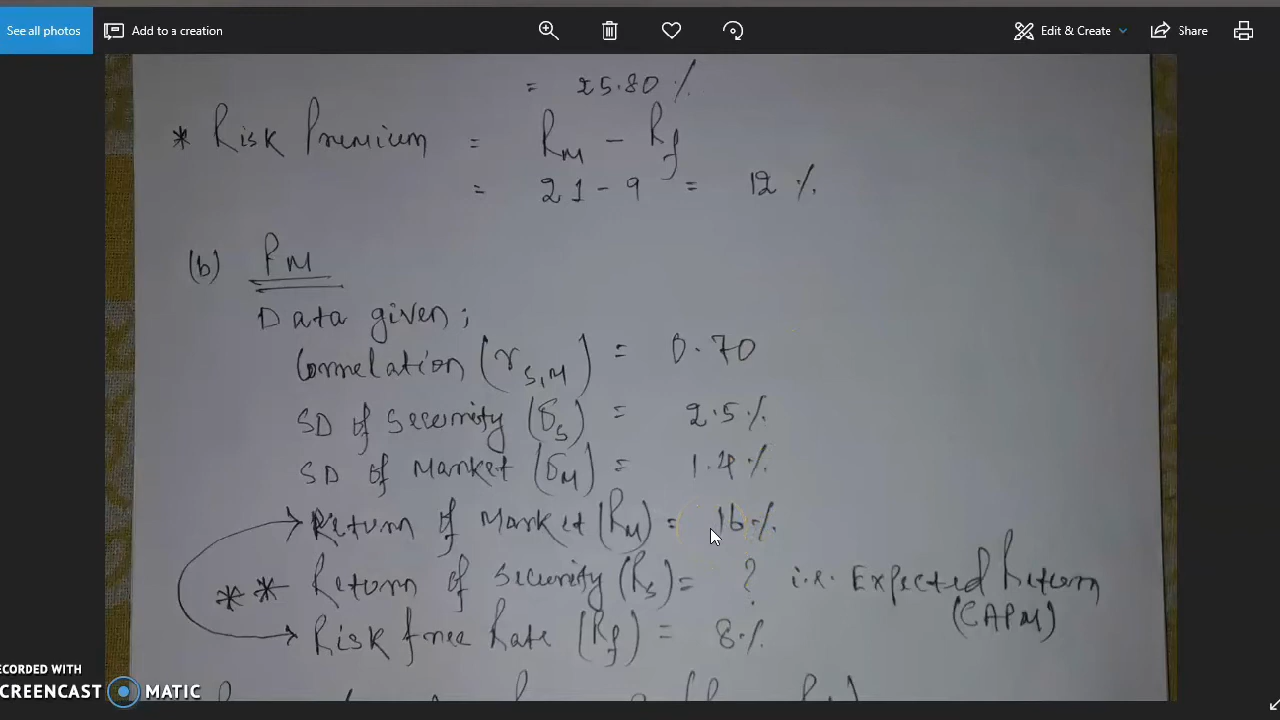 See all photos
Add to a creation
Edit & Create
Share
= 25.80 %
* Risk Premium = RM - Rf
= 21 - 9 = 12 %
(b) PM
Data given;
Correlation (rS,M) = 0.70
SD of Security (δS) = 2.5%
SD of Market (σM) = 1.4%
Return of Market (RM) = 16%
** Return of Security (RS) = ? i.e. Expected Return
(CAPM)
Risk free Rate (Rf) = 8%
RECORDED WITH
SCREENCAST MATIC